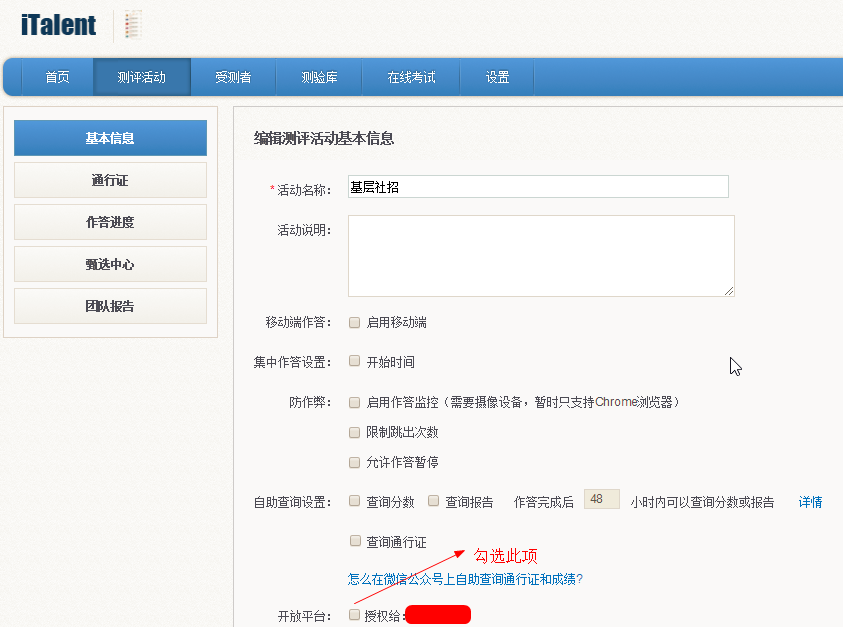 iTalent
首页 测评活动 受测者 测验库 在线考试 设置
基本信息
通行证
作答进度
甄选中心
团队报告
编辑测评活动基本信息
*活动名称： 基层社招
活动说明：
移动端作答： 启用移动端
集中作答设置： 开始时间
防作弊： 启用作答监控（需要摄像设备，暂时只支持Chrome浏览器）
限制跳出次数
允许作答暂停
自助查询设置： 查询分数 查询报告 作答完成后 48 小时内可以查询分数或报告 详情
查询通行证
勾选此项
怎么在微信公众号上自助查询通行证和成绩?
开放平台： 授权给: